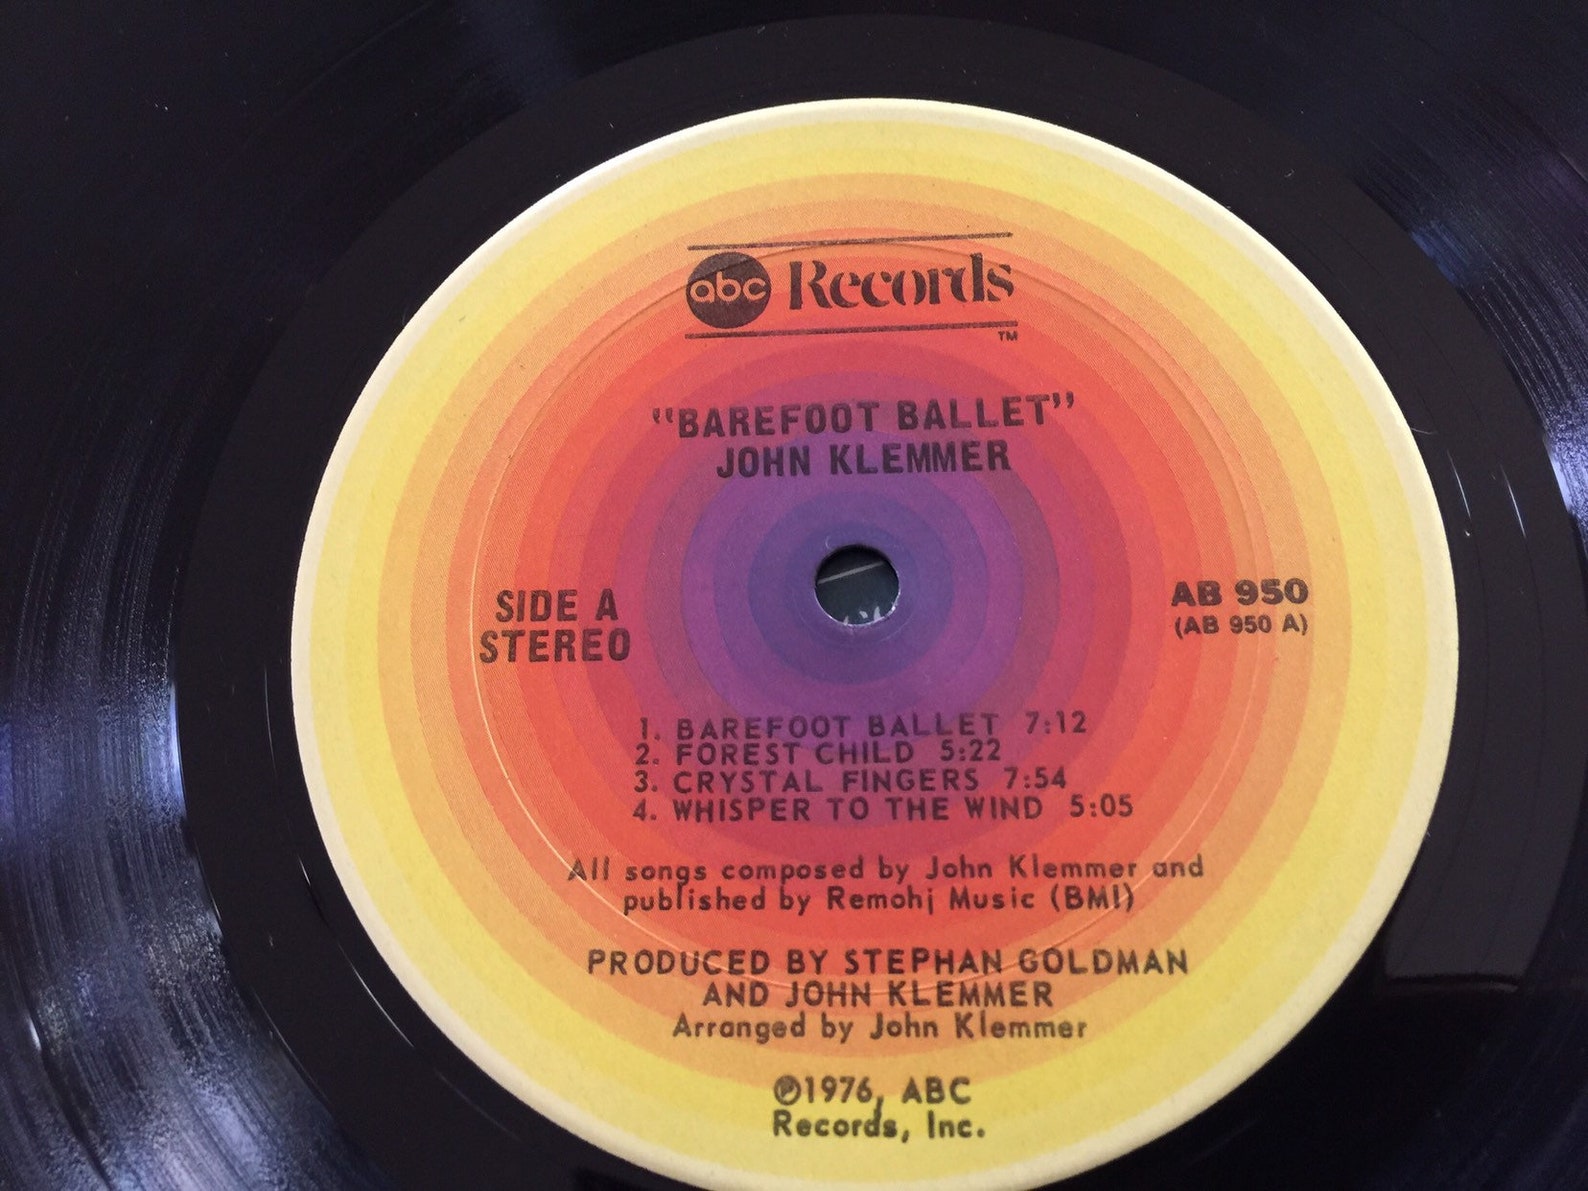 abc Records
TM
"BAREFOOT BALLET"
JOHN KLEMMER
SIDE A
STEREO
AB 950
(AB 950 A)
1. BAREFOOT BALLET 7:12
2. FOREST CHILD 5:22
3. CRYSTAL FINGERS 7:54
4. WHISPER TO THE WIND 5:05
All songs composed by John Klemmer and
published by Remohj Music (BMI)
PRODUCED BY STEPHAN GOLDMAN
AND JOHN KLEMMER
Arranged by John Klemmer
℗1976, ABC
Records, Inc.